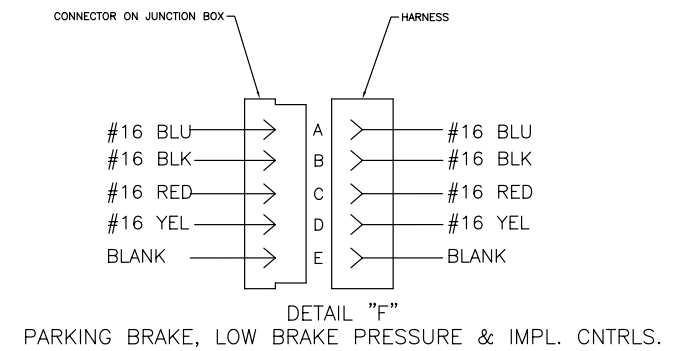 CONNECTOR ON JUNCTION BOX HARNESS
#16 BLU A #16 BLU
#16 BLK B #16 BLK
#16 RED C #16 RED
#16 YEL D #16 YEL
BLANK E BLANK
DETAIL "F"
PARKING BRAKE, LOW BRAKE PRESSURE & IMPL. CNTRLS.